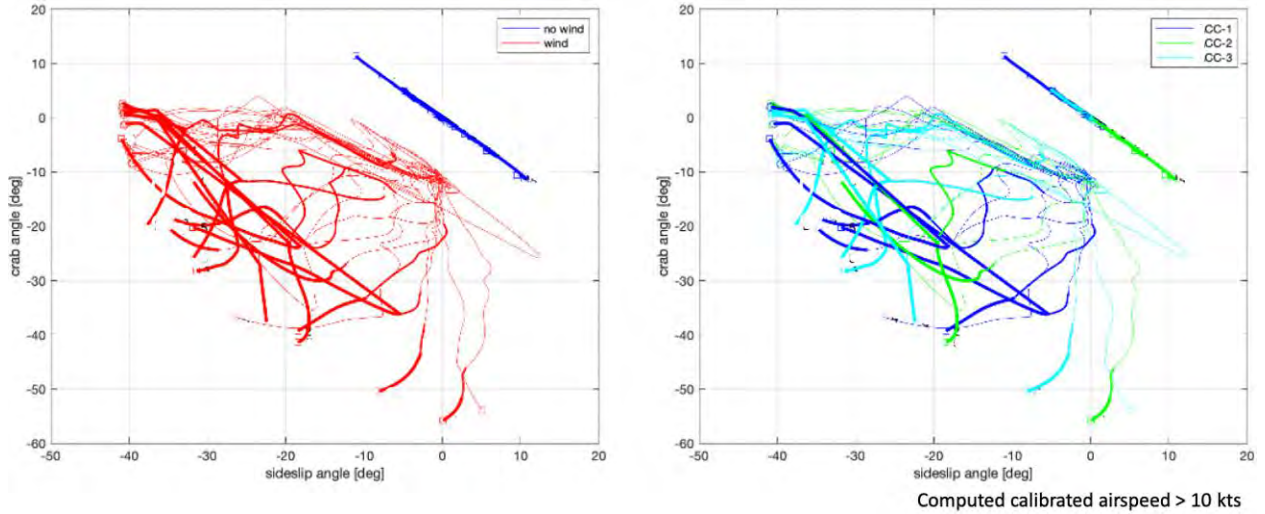 20
10
0
-10
-20
-30
-40
-50
-60
crab angle [deg]
-50 -40 -30 -20 -10 0 10 20
sideslip angle [deg]
no wind
wind
20
10
0
-10
-20
-30
-40
-50
-60
crab angle [deg]
-50 -40 -30 -20 -10 0 10 20
sideslip angle [deg]
CC-1
CC-2
CC-3
Computed calibrated airspeed > 10 kts